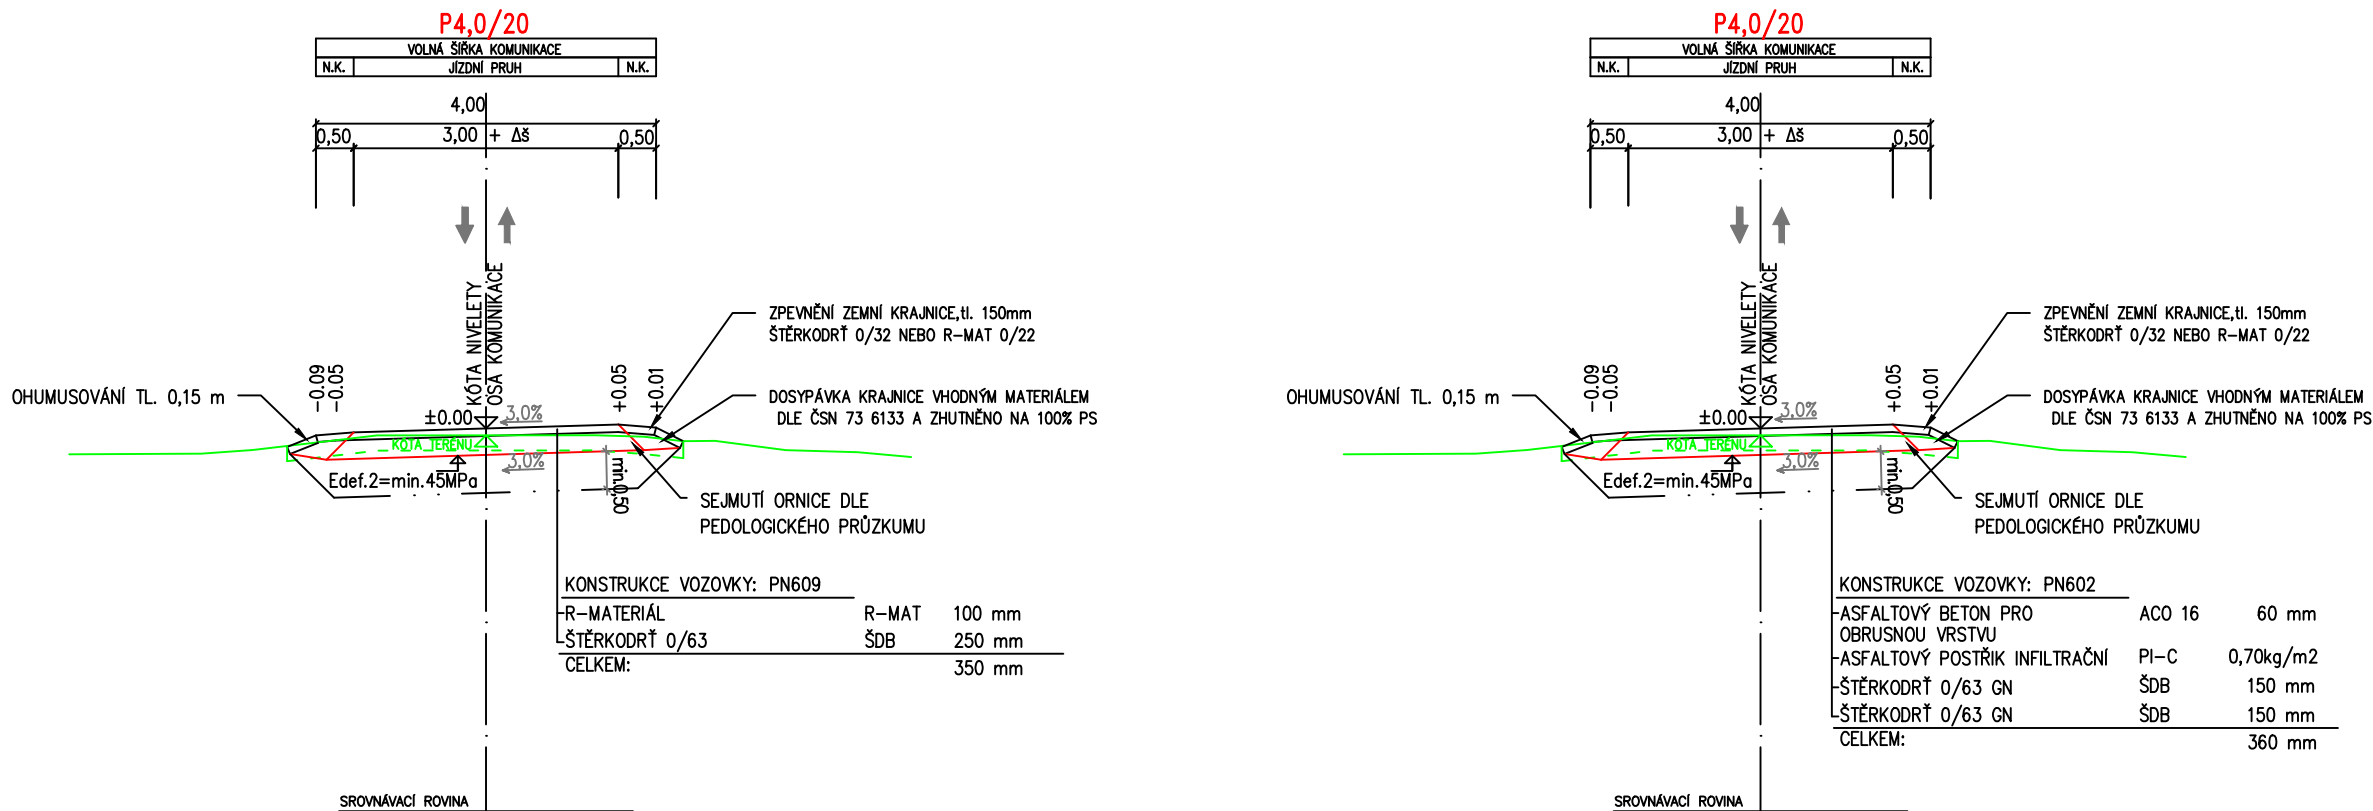 P4,0/20
VOLNÁ ŠÍŘKA KOMUNIKACE
N.K. JÍZDNÍ PRUH N.K.
4,00
0,50 3,00 + Δš 0,50
KÓTA NIVELETY
OSA KOMUNIKACE
ZPEVNĚNÍ ZEMNÍ KRAJNICE,tl. 150mm
ŠTĚRKODRŤ 0/32 NEBO R-MAT 0/22
-0.09
-0.05
+0.05
+0.01
OHUMUSOVÁNÍ TL. 0,15 m
DOSYPÁVKA KRAJNICE VHODNÝM MATERIÁLEM
DLE ČSN 73 6133 A ZHUTNĚNO NA 100% PS
±0.00
3,0%
KÓTA TERÉNU
3,0%
Edef.2=min.45MPa
min.0,50
SEJMUTÍ ORNICE DLE
PEDOLOGICKÉHO PRŮZKUMU
KONSTRUKCE VOZOVKY: PN609
R-MATERIÁL R-MAT 100 mm
ŠTĚRKODRŤ 0/63 ŠDB 250 mm
CELKEM: 350 mm
SROVNÁVACÍ ROVINA
P4,0/20
VOLNÁ ŠÍŘKA KOMUNIKACE
N.K. JÍZDNÍ PRUH N.K.
4,00
0,50 3,00 + Δš 0,50
KÓTA NIVELETY
OSA KOMUNIKACE
ZPEVNĚNÍ ZEMNÍ KRAJNICE,tl. 150mm
ŠTĚRKODRŤ 0/32 NEBO R-MAT 0/22
-0.09
-0.05
+0.05
+0.01
OHUMUSOVÁNÍ TL. 0,15 m
DOSYPÁVKA KRAJNICE VHODNÝM MATERIÁLEM
DLE ČSN 73 6133 A ZHUTNĚNO NA 100% PS
±0.00
3,0%
KÓTA TERÉNU
3,0%
Edef.2=min.45MPa
min.0,50
SEJMUTÍ ORNICE DLE
PEDOLOGICKÉHO PRŮZKUMU
KONSTRUKCE VOZOVKY: PN602
ASFALTOVÝ BETON PRO ACO 16 60 mm
OBRUSNOU VRSTVU
ASFALTOVÝ POSTŘIK INFILTRAČNÍ PI-C 0,70kg/m2
ŠTĚRKODRŤ 0/63 GN ŠDB 150 mm
ŠTĚRKODRŤ 0/63 GN ŠDB 150 mm
CELKEM: 360 mm
SROVNÁVACÍ ROVINA